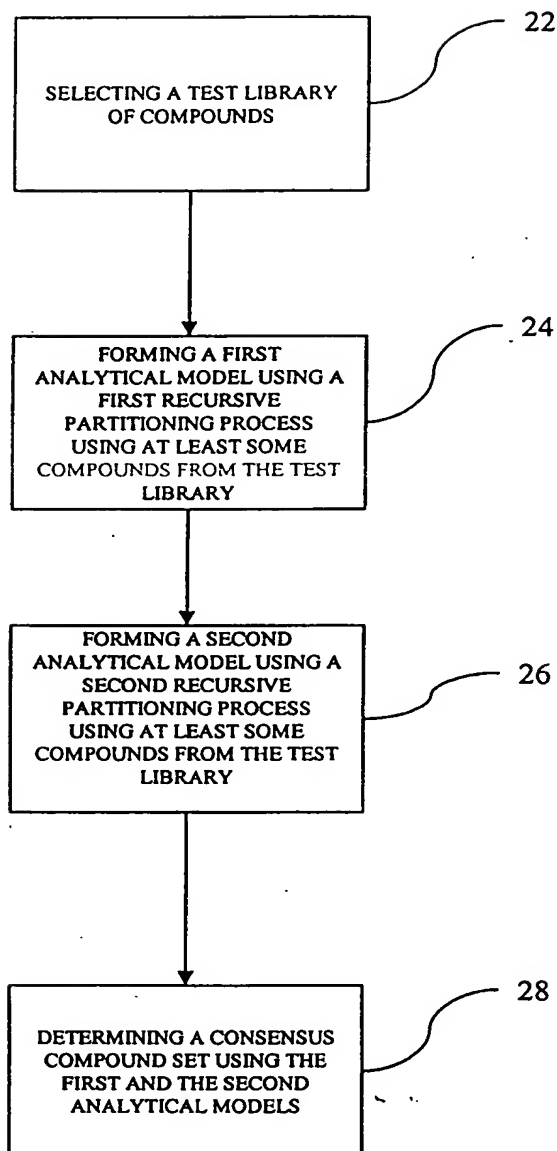 22
SELECTING A TEST LIBRARY
OF COMPOUNDS
24
FORMING A FIRST
ANALYTICAL MODEL USING A
FIRST RECURSIVE
PARTITIONING PROCESS
USING AT LEAST SOME
COMPOUNDS FROM THE TEST
LIBRARY
FORMING A SECOND
ANALYTICAL MODEL USING A
SECOND RECURSIVE
PARTITIONING PROCESS
USING AT LEAST SOME
COMPOUNDS FROM THE TEST
LIBRARY
26
28
DETERMINING A CONSENSUS
COMPOUND SET USING THE
FIRST AND THE SECOND
ANALYTICAL MODELS